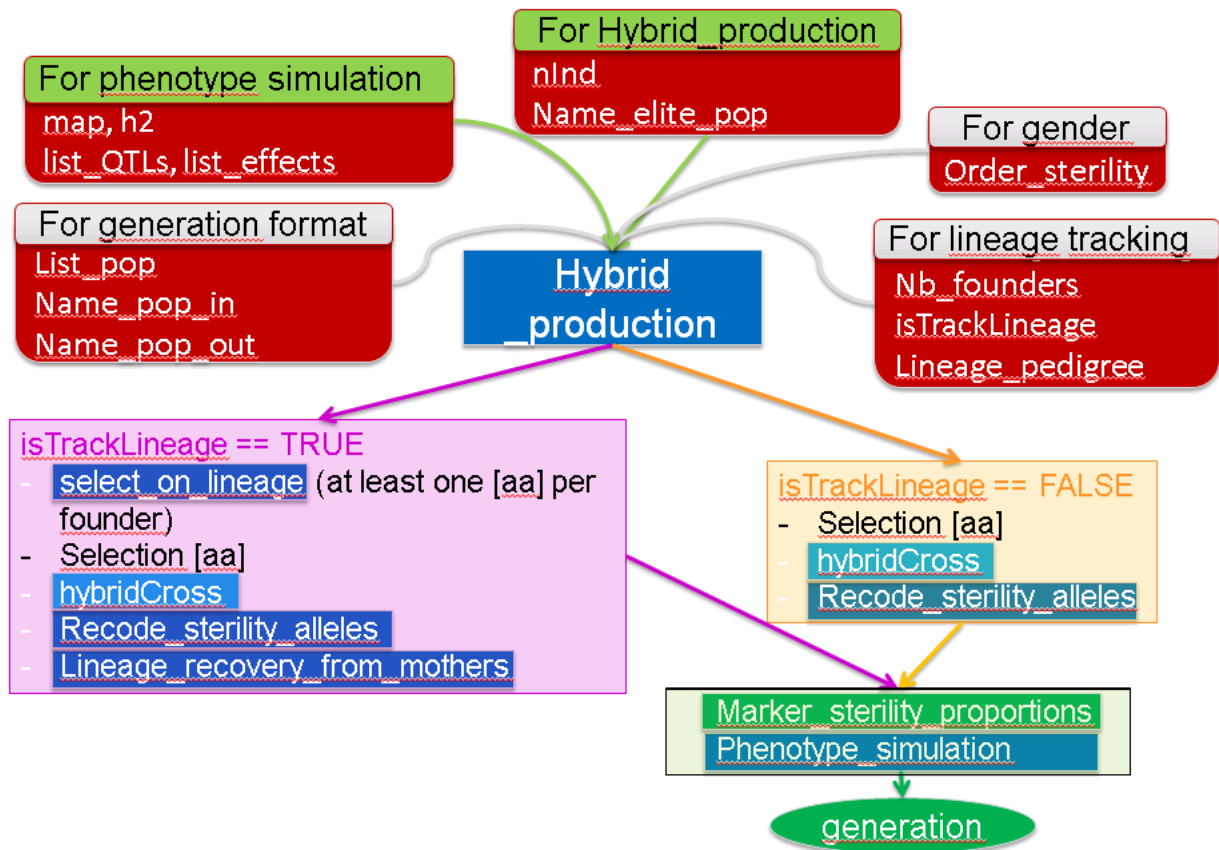 For Hybrid_production
nInd
Name_elite_pop
For phenotype simulation
map, h2
list_QTLs, list_effects
For gender
Order_sterility
For generation format
List_pop
Name_pop_in
Name_pop_out
For lineage tracking
Nb_founders
isTrackLineage
Lineage_pedigree
Hybrid
_production
isTrackLineage == TRUE
- select_on_lineage (at least one [aa] per
founder)
- Selection [aa]
- hybridCross
- Recode_sterility_alleles
- Lineage_recovery_from_mothers
isTrackLineage == FALSE
- Selection [aa]
- hybridCross
- Recode_sterility_alleles
Marker_sterility_proportions
Phenotype_simulation
generation